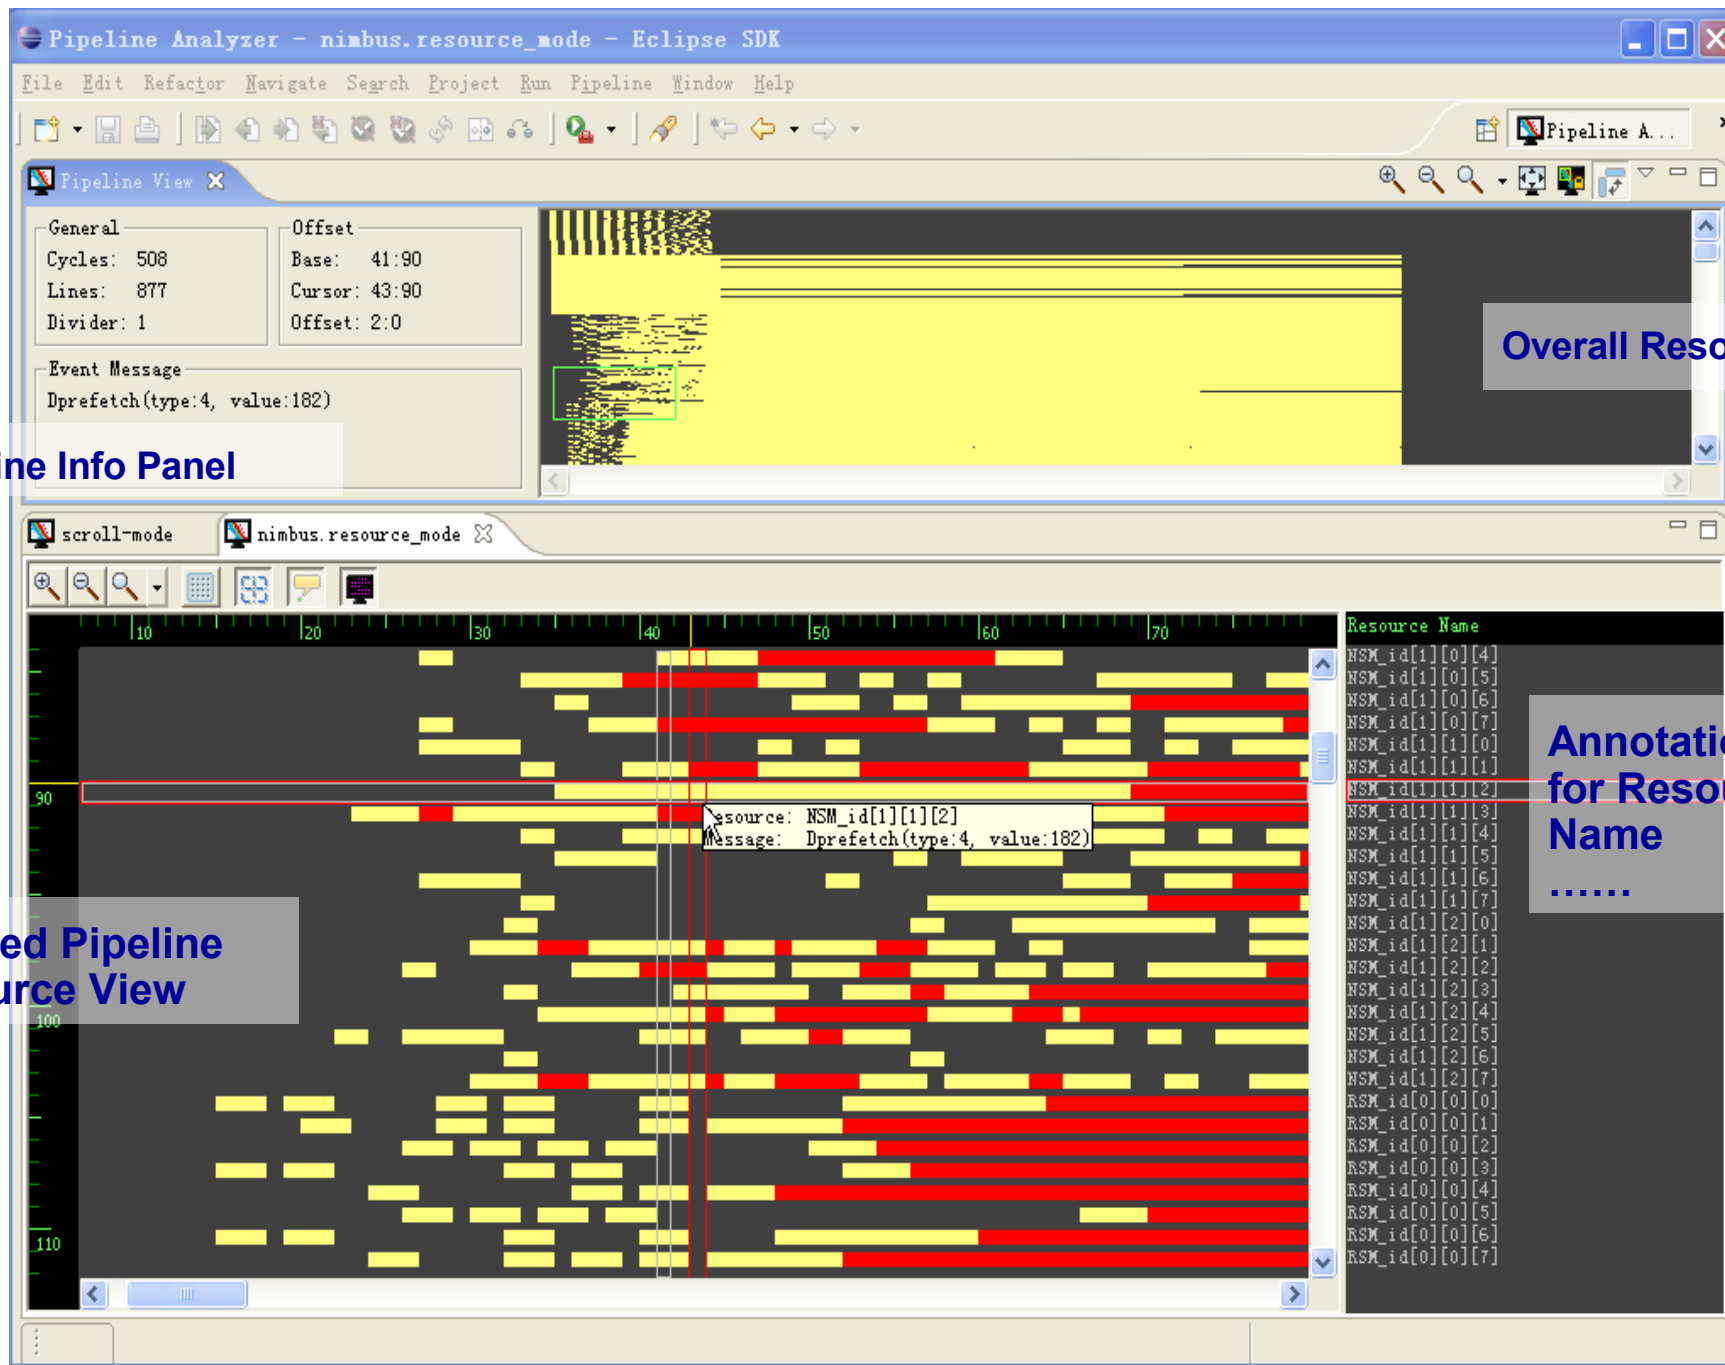 Pipeline Analyzer - nimbus.resource_mode - Eclipse SDK
File Edit Refactor Navigate Search Project Run Pipeline Window Help
Pipeline A...
Pipeline View
General
Cycles: 508
Lines: 877
Divider: 1
Offset
Base: 41:90
Cursor: 43:90
Offset: 2:0
Event Message
Dprefetch(type:4, value:182)
Overall Reso
ine Info Panel
scroll-mode nimbus.resource_mode
10 20 30 40 50 60 70
Resource Name
NSM_id[1][0][4]
NSM_id[1][0][5]
NSM_id[1][0][6]
NSM_id[1][0][7]
NSM_id[1][1][0]
NSM_id[1][1][1]
90
NSM_id[1][1][2]
NSM_id[1][1][3]
NSM_id[1][1][4]
NSM_id[1][1][5]
NSM_id[1][1][6]
NSM_id[1][1][7]
NSM_id[1][2][0]
NSM_id[1][2][1]
NSM_id[1][2][2]
NSM_id[1][2][3]
100
NSM_id[1][2][4]
NSM_id[1][2][5]
NSM_id[1][2][6]
NSM_id[1][2][7]
RSM_id[0][0][0]
RSM_id[0][0][1]
RSM_id[0][0][2]
RSM_id[0][0][3]
RSM_id[0][0][4]
RSM_id[0][0][5]
110
RSM_id[0][0][6]
RSM_id[0][0][7]
Resource: NSM_id[1][1][2]
Message: Dprefetch(type:4, value:182)
Annotati
for Resou
Name
......
ed Pipeline
urce View